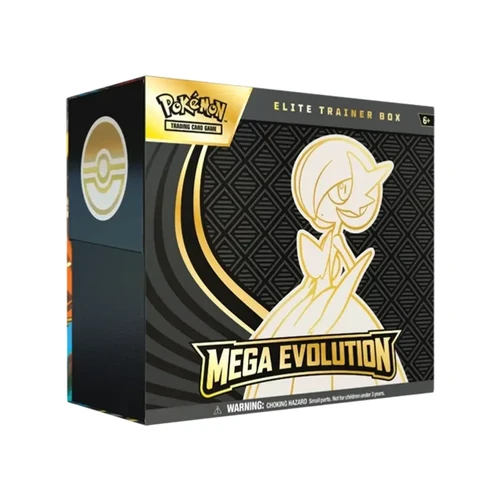 POKéMON
TRADING CARD GAME
ELITE TRAINER BOX
6+
MEGA EVOLUTION
WARNING: CHOKING HAZARD Small parts. Not for children under 3 years.